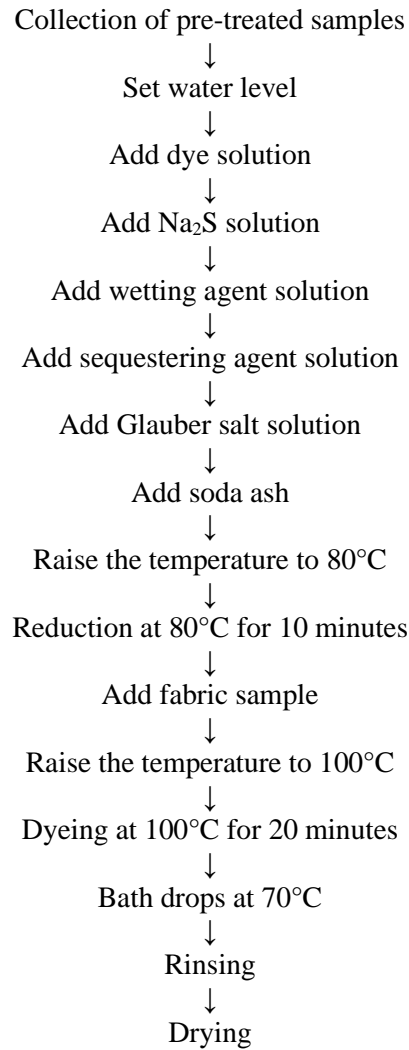 Collection of pre-treated samples
↓
Set water level
↓
Add dye solution
↓
Add Na₂S solution
↓
Add wetting agent solution
↓
Add sequestering agent solution
↓
Add Glauber salt solution
↓
Add soda ash
↓
Raise the temperature to 80°C
↓
Reduction at 80°C for 10 minutes
↓
Add fabric sample
↓
Raise the temperature to 100°C
↓
Dyeing at 100°C for 20 minutes
↓
Bath drops at 70°C
↓
Rinsing
↓
Drying